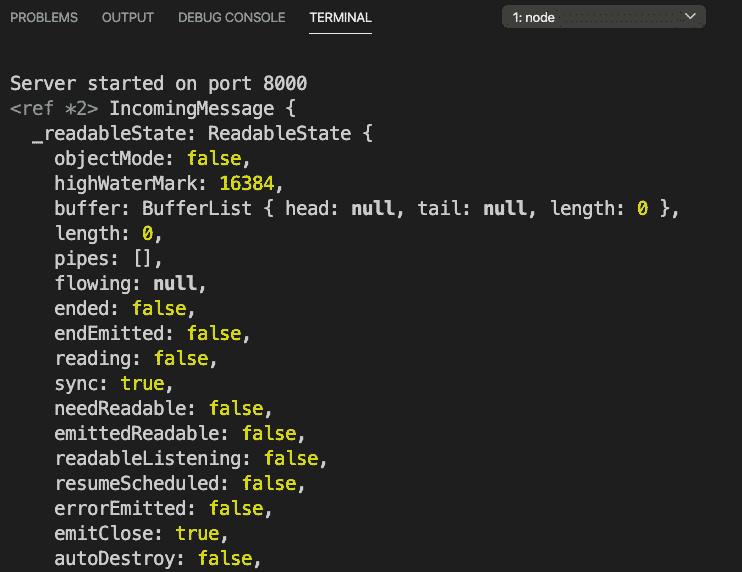 PROBLEMS OUTPUT DEBUG CONSOLE TERMINAL 1: node
Server started on port 8000
<ref *2> IncomingMessage {
  _readableState: ReadableState {
    objectMode: false,
    highWaterMark: 16384,
    buffer: BufferList { head: null, tail: null, length: 0 },
    length: 0,
    pipes: [],
    flowing: null,
    ended: false,
    endEmitted: false,
    reading: false,
    sync: true,
    needReadable: false,
    emittedReadable: false,
    readableListening: false,
    resumeScheduled: false,
    errorEmitted: false,
    emitClose: true,
    autoDestroy: false,